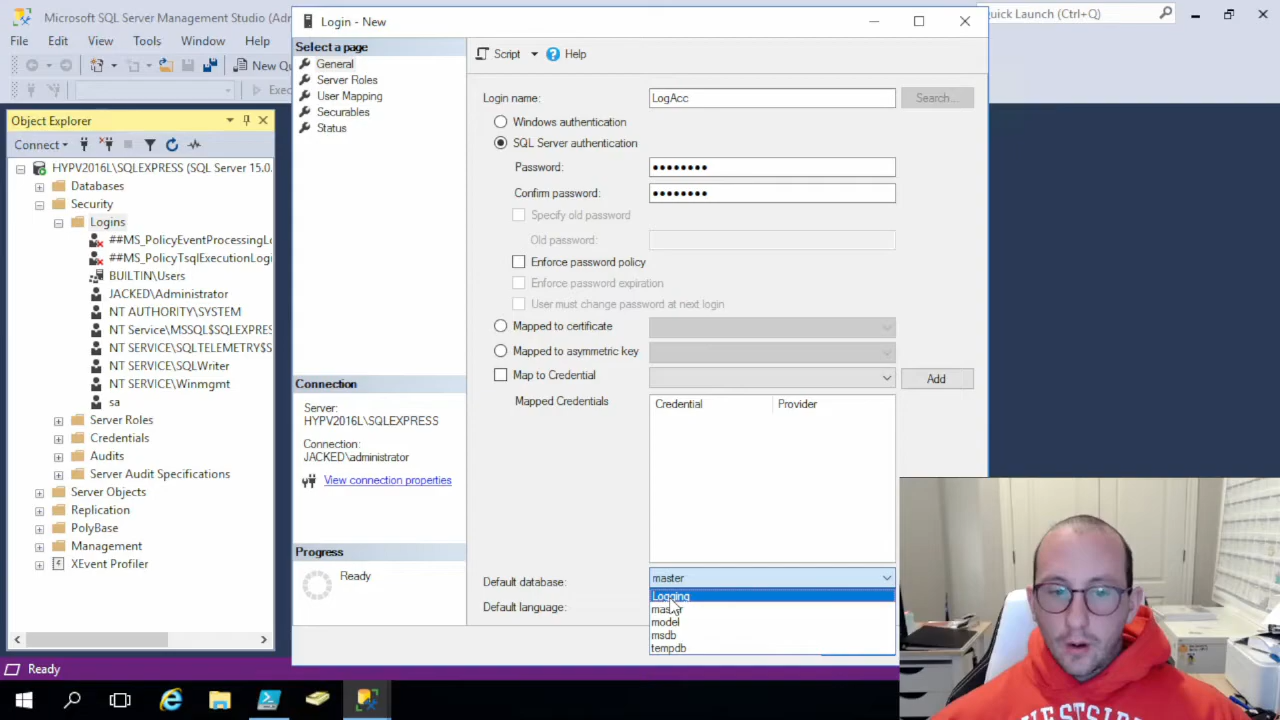 Microsoft SQL Server Management Studio (Adm
Quick Launch (Ctrl+Q)
File Edit View Tools Window Help
New Qu
Exec
Object Explorer
Connect
HYPV2016L\SQLEXPRESS (SQL Server 15.0.
Databases
Security
Logins
##MS_PolicyEventProcessingLo
##MS_PolicyTsqlExecutionLogi
BUILTIN\Users
JACKED\Administrator
NT AUTHORITY\SYSTEM
NT Service\MSSQL$SQLEXPRES
NT SERVICE\SQLTELEMETRY$S
NT SERVICE\SQLWriter
NT SERVICE\Winmgmt
sa
Server Roles
Credentials
Audits
Server Audit Specifications
Server Objects
Replication
PolyBase
Management
XEvent Profiler
Ready
Login - New
Select a page
General
Server Roles
User Mapping
Securables
Status
Connection
Server:
HYPV2016L\SQLEXPRESS
Connection:
JACKED\administrator
View connection properties
Progress
Ready
Script Help
Login name: LogAcc Search...
Windows authentication
SQL Server authentication
Password: ●●●●●●●●
Confirm password: ●●●●●●●●
Specify old password
Old password:
Enforce password policy
Enforce password expiration
User must change password at next login
Mapped to certificate
Mapped to asymmetric key
Map to Credential Add
Mapped Credentials Credential Provider
Default database: master
Logging
master
model
msdb
tempdb
Default language:
WESTSIDE